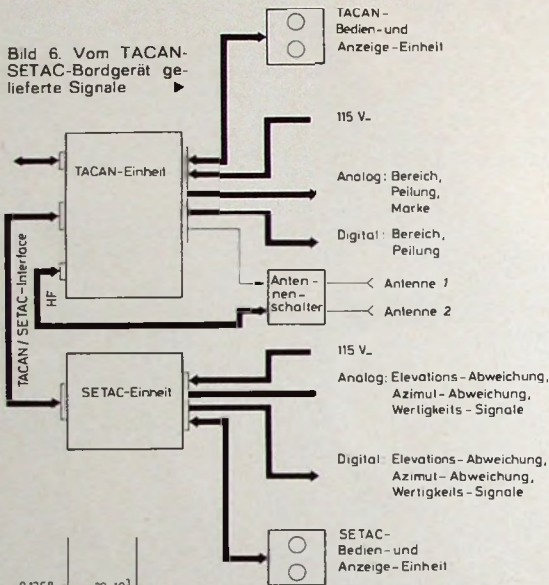 Bild 6. Vom TACAN-
SETAC-Bordgerät ge-
lieferte Signale ►
TACAN-
Bedien- und
Anzeige-Einheit
115 V_
TACAN-Einheit
Analog: Bereich,
Peilung,
Marke
Digital: Bereich,
Peilung
Anten-
nen-
schalter
Antenne 1
Antenne 2
HF
TACAN / SETAC-Interface
115 V_
SETAC-Einheit
Analog: Elevations-Abweichung,
Azimut-Abweichung,
Wertigkeits-Signale
Digital: Elevations-Abweichung,
Azimut-Abweichung,
Wertigkeits-Signale
SETAC-
Bedien- und
Anzeige-Einheit